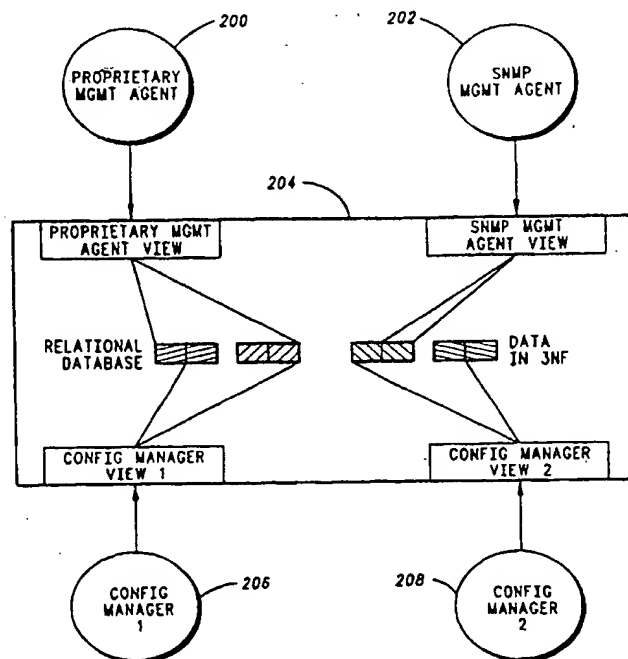 200
202
PROPRIETARY
MGMT AGENT
SNMP
MGMT AGENT
204
PROPRIETARY MGMT
AGENT VIEW
SNMP MGMT
AGENT VIEW
RELATIONAL
DATABASE
DATA
IN 3NF
CONFIG MANAGER
VIEW 1
CONFIG MANAGER
VIEW 2
206
208
CONFIG
MANAGER
1
CONFIG
MANAGER
2